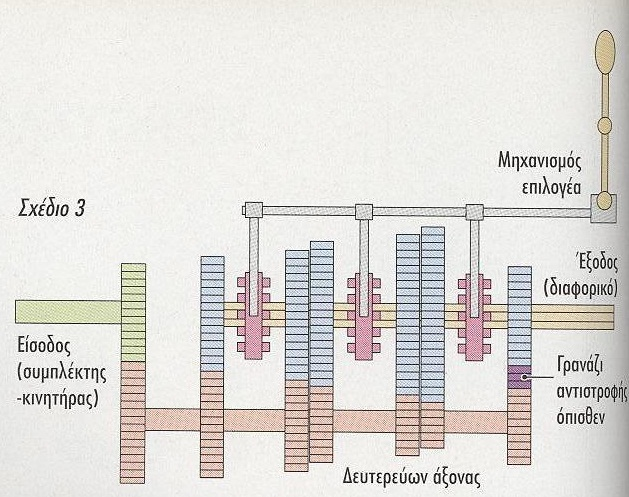 Μηχανισμός
επιλογέα
Σχέδιο 3
Έξοδος
(διαφορικό)
Είσοδος
(συμπλέκτης
-κινητήρας)
Γρανάζι
αντιστροφής
όπισθεν
Δευτερεύων άξονας